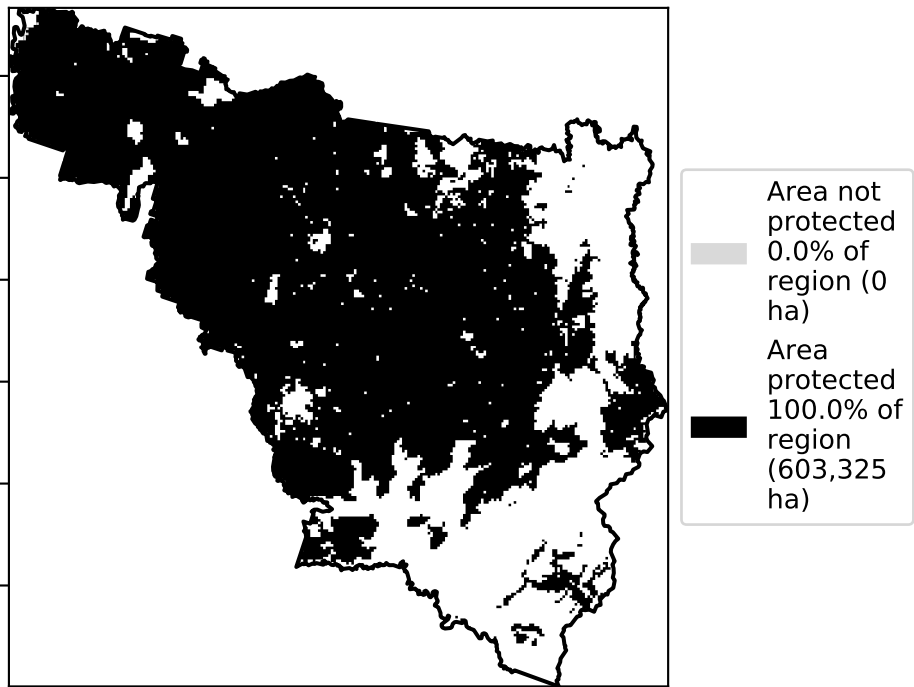 Area not
protected
0.0% of
region (0
ha)
Area
protected
100.0% of
region
(603,325
ha)